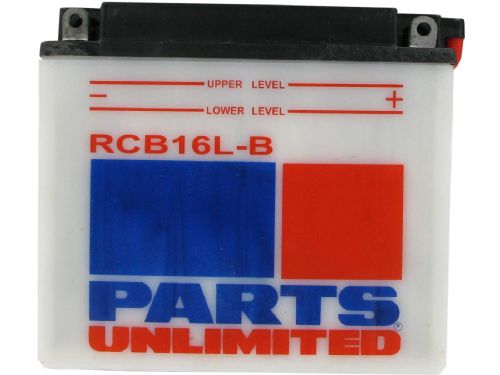 UPPER LEVEL
- +
LOWER LEVEL
RCB16L-B
PARTS
UNLIMITED®